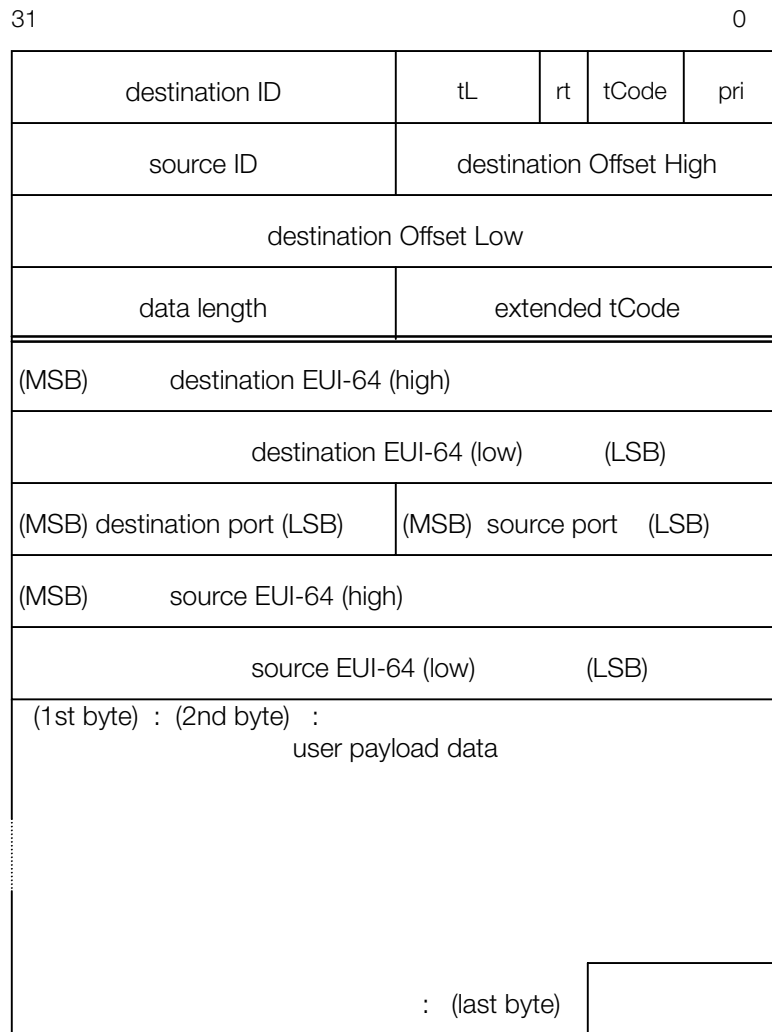 31 0
destination ID tL rt tCode pri
source ID destination Offset High
destination Offset Low
data length extended tCode
(MSB) destination EUI-64 (high)
destination EUI-64 (low) (LSB)
(MSB) destination port (LSB) (MSB) source port (LSB)
(MSB) source EUI-64 (high)
source EUI-64 (low) (LSB)
(1st byte) : (2nd byte) :
user payload data
: (last byte)